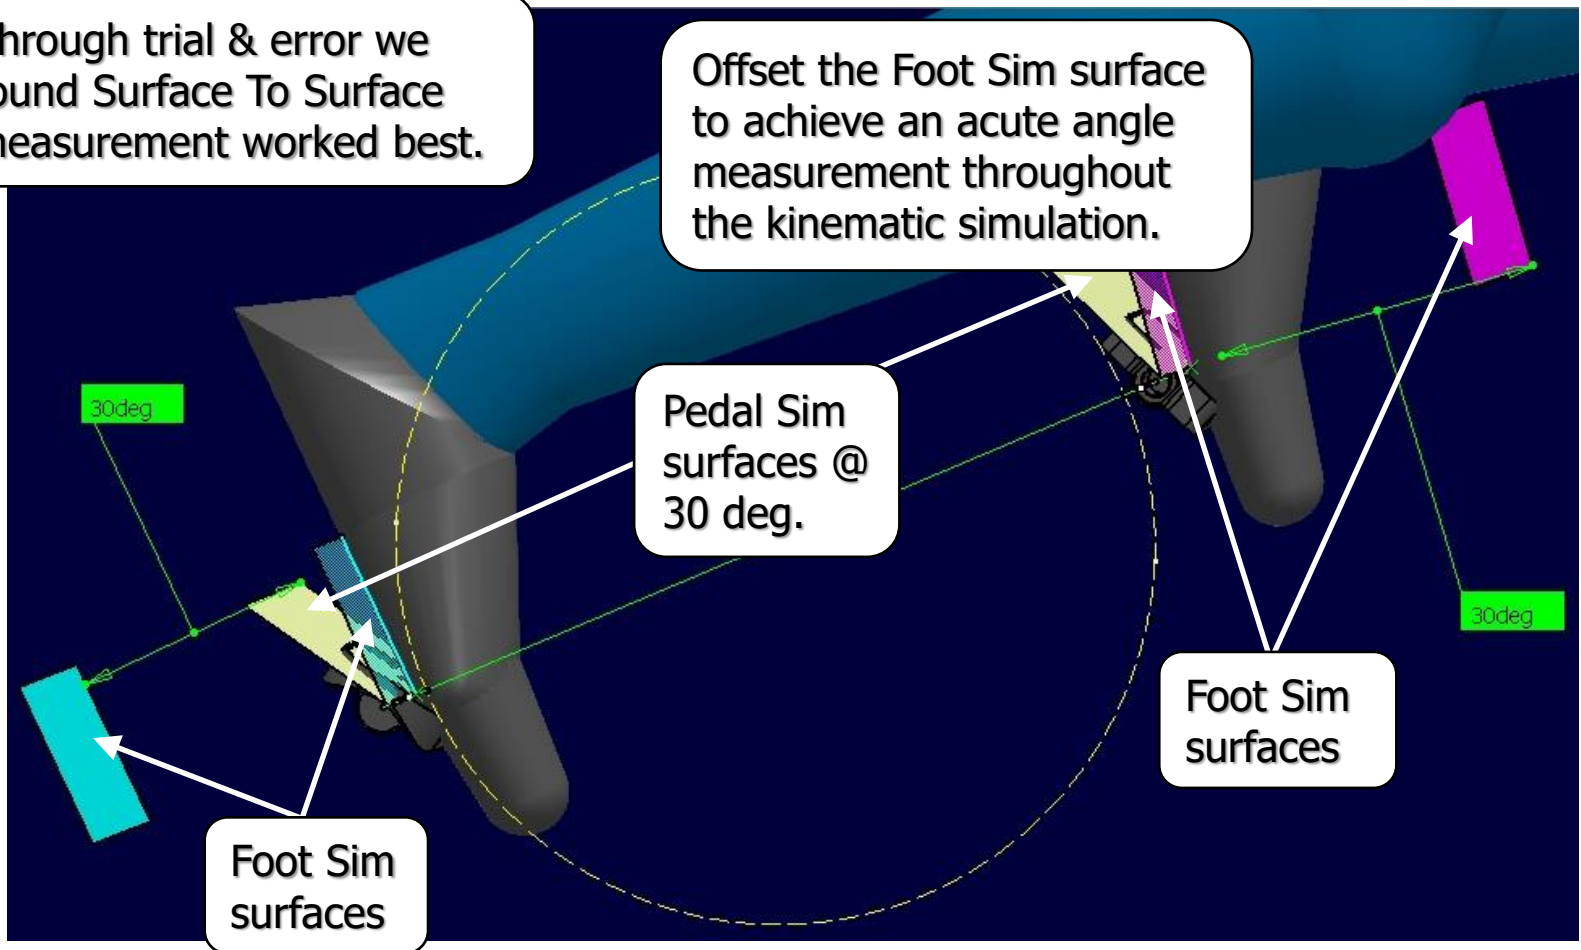 hrough trial & error we
ound Surface To Surface
measurement worked best.
Offset the Foot Sim surface
to achieve an acute angle
measurement throughout
the kinematic simulation.
30deg
Pedal Sim
surfaces @
30 deg.
30deg
Foot Sim
surfaces
Foot Sim
surfaces